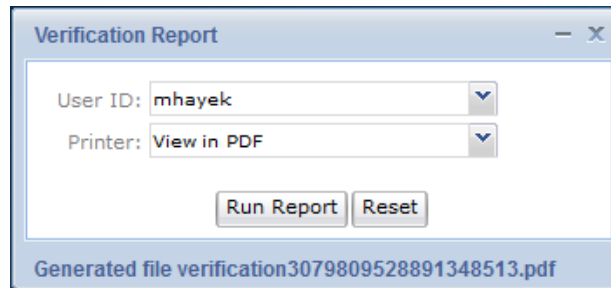 Verification Report
User ID: mhayek
Printer: View in PDF
Run Report Reset
Generated file verification3079809528891348513.pdf